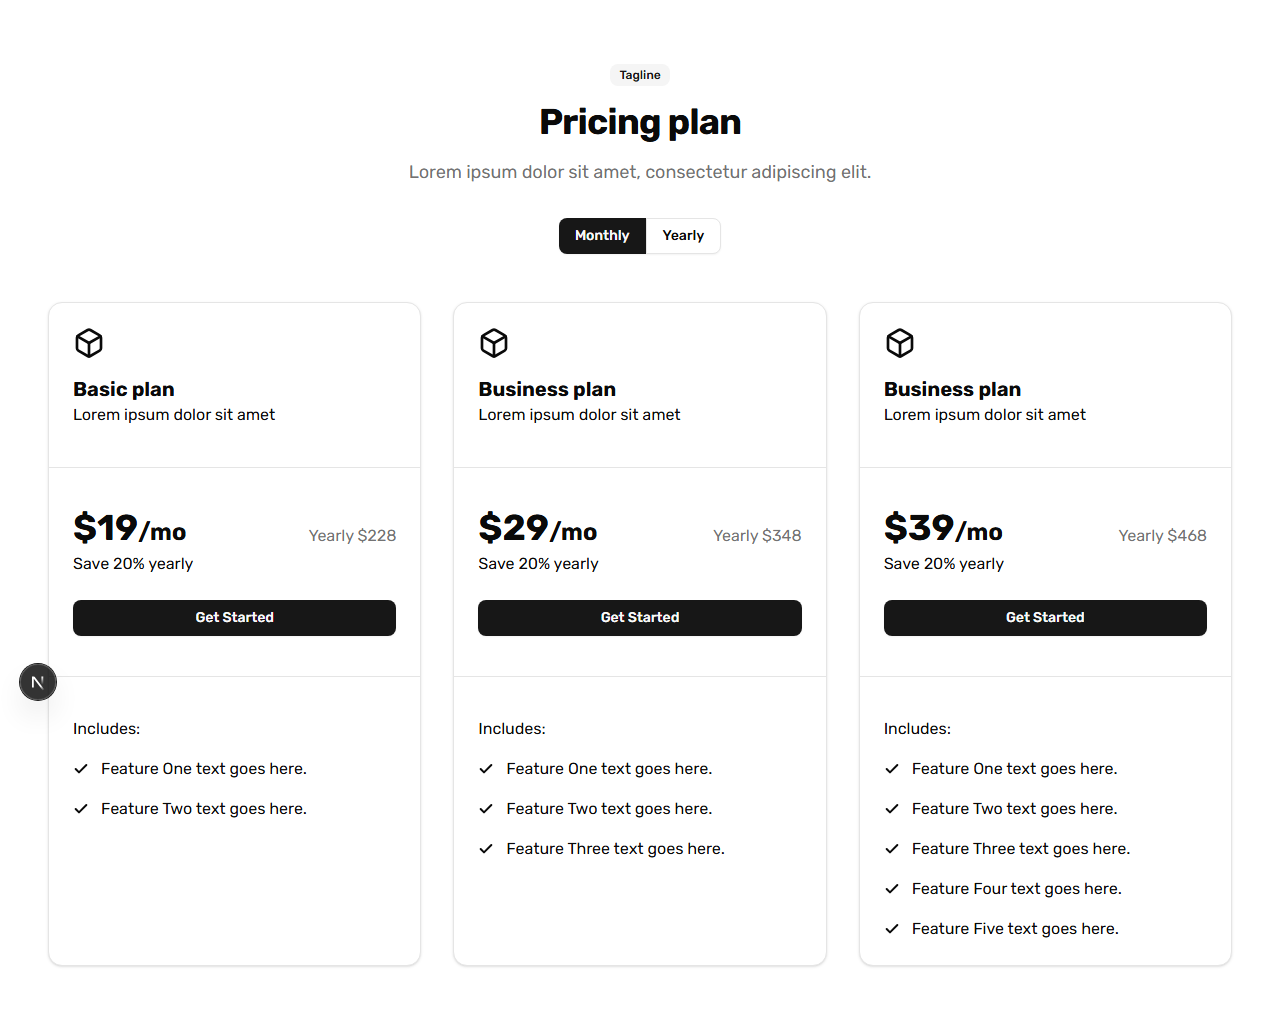 Tagline
Pricing plan
Lorem ipsum dolor sit amet, consectetur adipiscing elit.
Monthly Yearly
Basic plan
Lorem ipsum dolor sit amet
$19/mo Yearly $228
Save 20% yearly
Get Started
Includes:
Feature One text goes here.
Feature Two text goes here.
Business plan
Lorem ipsum dolor sit amet
$29/mo Yearly $348
Save 20% yearly
Get Started
Includes:
Feature One text goes here.
Feature Two text goes here.
Feature Three text goes here.
Business plan
Lorem ipsum dolor sit amet
$39/mo Yearly $468
Save 20% yearly
Get Started
Includes:
Feature One text goes here.
Feature Two text goes here.
Feature Three text goes here.
Feature Four text goes here.
Feature Five text goes here.
N